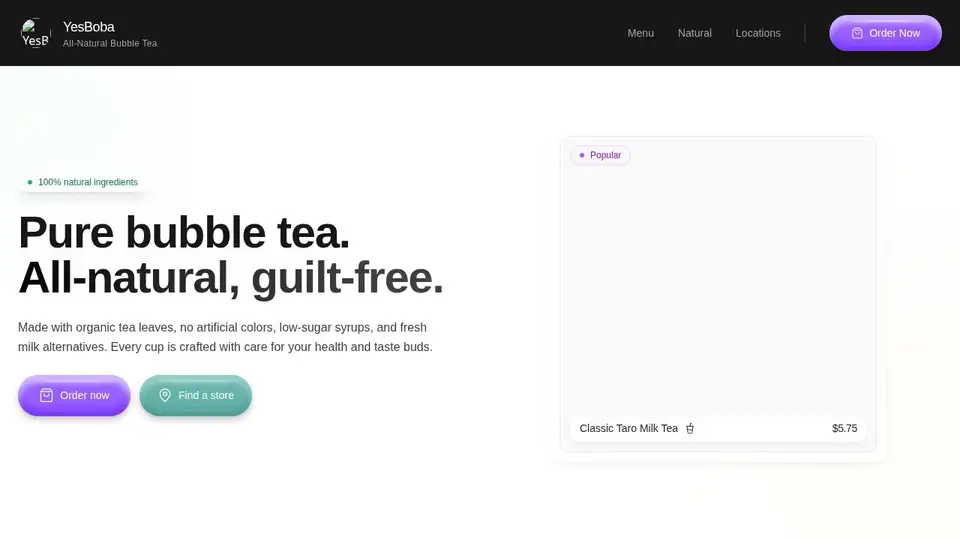 YesB
YesBoba
All-Natural Bubble Tea
Menu
Natural
Locations
Order Now
100% natural ingredients
Pure bubble tea.
All-natural, guilt-free.
Made with organic tea leaves, no artificial colors, low-sugar syrups, and fresh
milk alternatives. Every cup is crafted with care for your health and taste buds.
Order now
Find a store
Popular
Classic Taro Milk Tea
$5.75